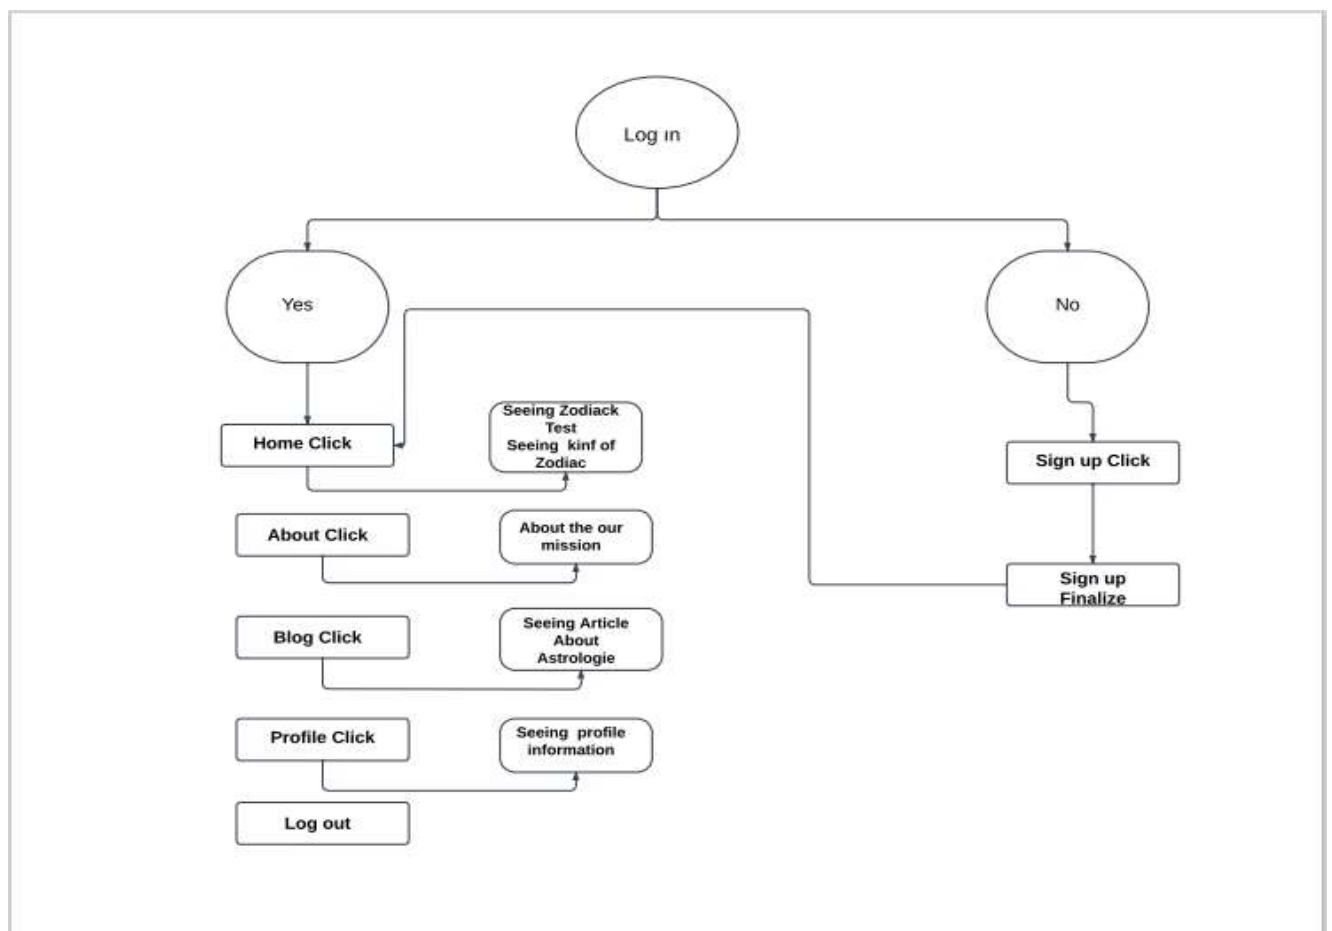 Log ın
Yes
No
Seeing Zodiack
Test
Seeing kinf of
Zodiac
Home Click
Sign up Click
About Click
About the our
mission
Sign up
Finalize
Blog Click
Seeing Article
About
Astrologie
Profile Click
Seeing profile
information
Log out